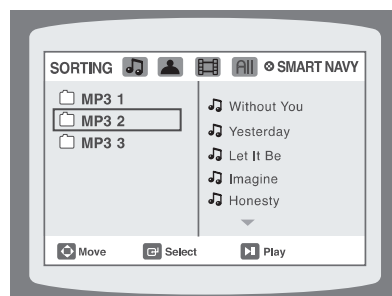 SORTING All SMART NAVY
MP3 1
MP3 2
MP3 3
Without You
Yesterday
Let It Be
Imagine
Honesty
Move Select Play